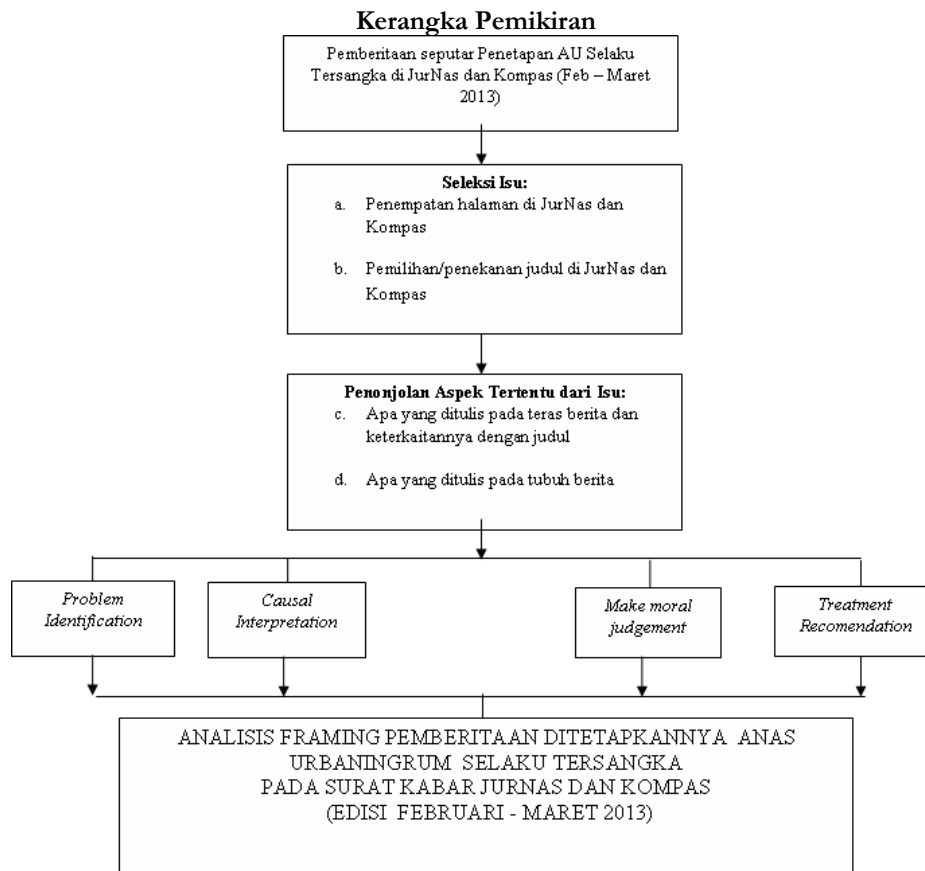 Kerangka Pemikiran
Pemberitaan seputar Penetapan AU Selaku
Tersangka di JurNas dan Kompas (Feb – Maret
2013)
Seleksi Isu:
a. Penempatan halaman di JurNas dan
Kompas
b. Pemilihan/penekanan judul di JurNas dan
Kompas
Penonjolan Aspek Tertentu dari Isu:
c. Apa yang ditulis pada teras berita dan
keterkaitannya dengan judul
d. Apa yang ditulis pada tubuh berita
Problem
Identification
Causal
Interpretation
Make moral
judgement
Treatment
Recomendation
ANALISIS FRAMING PEMBERITAAN DITETAPKANNYA ANAS
URBANINGRUM SELAKU TERSANGKA
PADA SURAT KABAR JURNAS DAN KOMPAS
(EDISI FEBRUARI - MARET 2013)